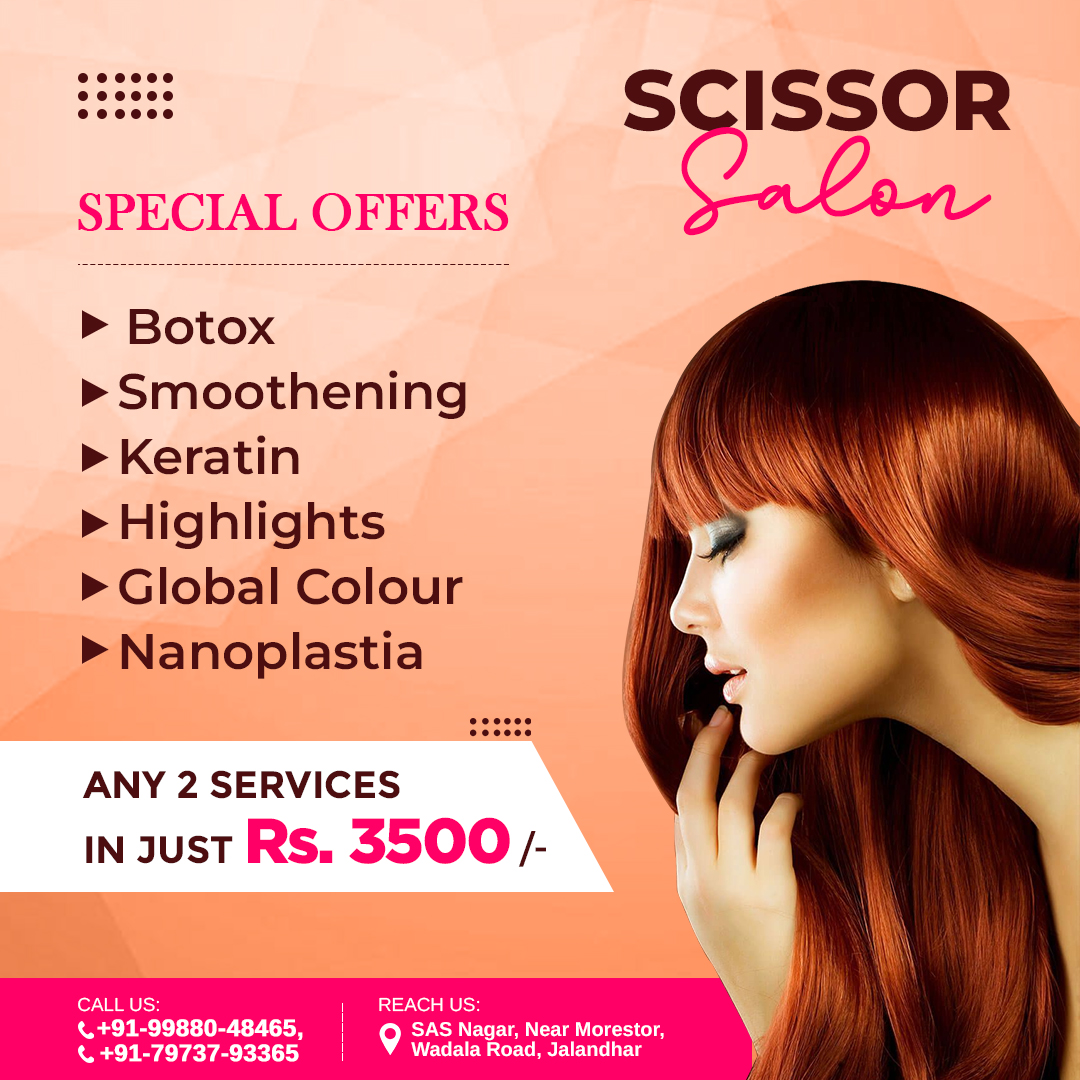 SCISSOR
Salon
SPECIAL OFFERS
Botox
Smoothening
Keratin
Highlights
Global Colour
Nanoplastia
ANY 2 SERVICES
IN JUST Rs. 3500 /-
CALL US:
+91-99880-48465,
+91-79737-93365
REACH US:
SAS Nagar, Near Morestor,
Wadala Road, Jalandhar